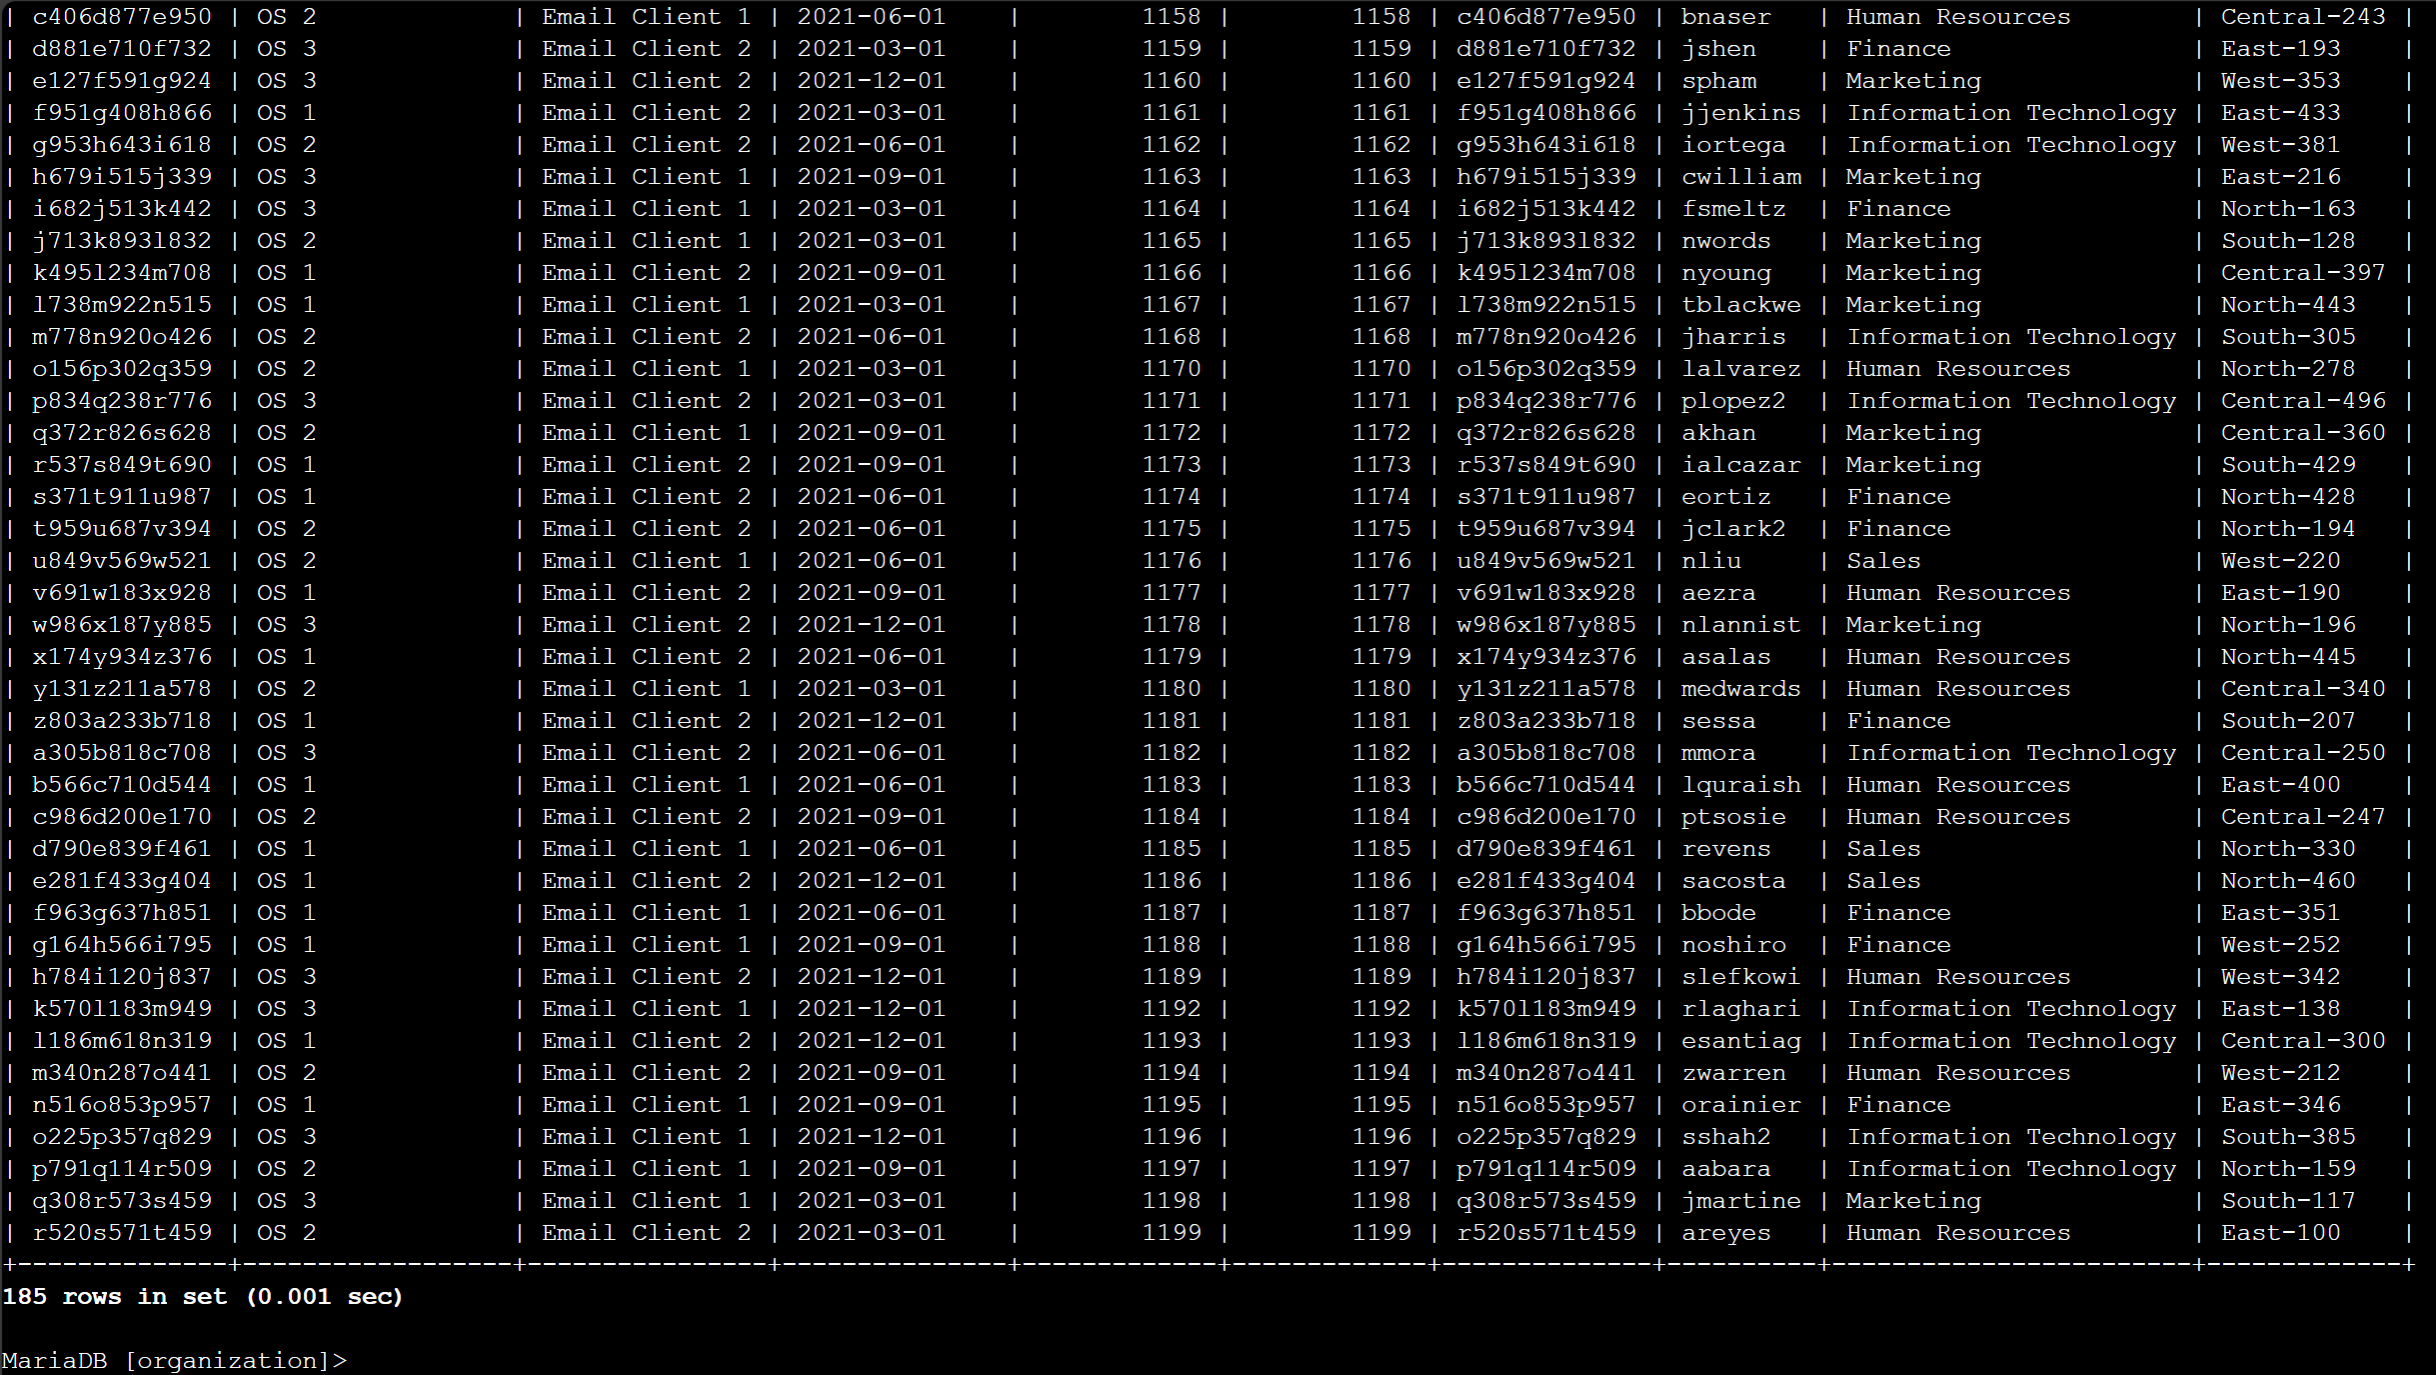 | c406d877e950 | OS 2             | Email Client 1 | 2021-06-01    |        1158 |        1158 | c406d877e950 | bnaser   | Human Resources        | Central-243 |
| d881e710f732 | OS 3             | Email Client 2 | 2021-03-01    |        1159 |        1159 | d881e710f732 | jshen    | Finance                | East-193    |
| e127f591g924 | OS 3             | Email Client 2 | 2021-12-01    |        1160 |        1160 | e127f591g924 | spham    | Marketing              | West-353    |
| f951g408h866 | OS 1             | Email Client 2 | 2021-03-01    |        1161 |        1161 | f951g408h866 | jjenkins | Information Technology | East-433    |
| g953h643i618 | OS 2             | Email Client 2 | 2021-06-01    |        1162 |        1162 | g953h643i618 | iortega  | Information Technology | West-381    |
| h679i515j339 | OS 3             | Email Client 1 | 2021-09-01    |        1163 |        1163 | h679i515j339 | cwilliam | Marketing              | East-216    |
| i682j513k442 | OS 3             | Email Client 1 | 2021-03-01    |        1164 |        1164 | i682j513k442 | fsmeltz  | Finance                | North-163   |
| j713k893l832 | OS 2             | Email Client 1 | 2021-03-01    |        1165 |        1165 | j713k893l832 | nwords   | Marketing              | South-128   |
| k495l234m708 | OS 1             | Email Client 2 | 2021-09-01    |        1166 |        1166 | k495l234m708 | nyoung   | Marketing              | Central-397 |
| l738m922n515 | OS 1             | Email Client 1 | 2021-03-01    |        1167 |        1167 | l738m922n515 | tblackwe | Marketing              | North-443   |
| m778n920o426 | OS 2             | Email Client 2 | 2021-06-01    |        1168 |        1168 | m778n920o426 | jharris  | Information Technology | South-305   |
| o156p302q359 | OS 2             | Email Client 1 | 2021-03-01    |        1170 |        1170 | o156p302q359 | lalvarez | Human Resources        | North-278   |
| p834q238r776 | OS 3             | Email Client 2 | 2021-03-01    |        1171 |        1171 | p834q238r776 | plopez2  | Information Technology | Central-496 |
| q372r826s628 | OS 2             | Email Client 1 | 2021-09-01    |        1172 |        1172 | q372r826s628 | akhan    | Marketing              | Central-360 |
| r537s849t690 | OS 1             | Email Client 2 | 2021-09-01    |        1173 |        1173 | r537s849t690 | ialcazar | Marketing              | South-429   |
| s371t911u987 | OS 1             | Email Client 2 | 2021-06-01    |        1174 |        1174 | s371t911u987 | eortiz   | Finance                | North-428   |
| t959u687v394 | OS 2             | Email Client 2 | 2021-06-01    |        1175 |        1175 | t959u687v394 | jclark2  | Finance                | North-194   |
| u849v569w521 | OS 2             | Email Client 1 | 2021-06-01    |        1176 |        1176 | u849v569w521 | nliu     | Sales                  | West-220    |
| v691w183x928 | OS 1             | Email Client 2 | 2021-09-01    |        1177 |        1177 | v691w183x928 | aezra    | Human Resources        | East-190    |
| w986x187y885 | OS 3             | Email Client 2 | 2021-12-01    |        1178 |        1178 | w986x187y885 | nlannist | Marketing              | North-196   |
| x174y934z376 | OS 1             | Email Client 2 | 2021-06-01    |        1179 |        1179 | x174y934z376 | asalas   | Human Resources        | North-445   |
| y131z211a578 | OS 2             | Email Client 1 | 2021-03-01    |        1180 |        1180 | y131z211a578 | medwards | Human Resources        | Central-340 |
| z803a233b718 | OS 1             | Email Client 2 | 2021-12-01    |        1181 |        1181 | z803a233b718 | sessa    | Finance                | South-207   |
| a305b818c708 | OS 3             | Email Client 2 | 2021-06-01    |        1182 |        1182 | a305b818c708 | mmora    | Information Technology | Central-250 |
| b566c710d544 | OS 1             | Email Client 1 | 2021-06-01    |        1183 |        1183 | b566c710d544 | lquraish | Human Resources        | East-400    |
| c986d200e170 | OS 2             | Email Client 2 | 2021-09-01    |        1184 |        1184 | c986d200e170 | ptsosie  | Human Resources        | Central-247 |
| d790e839f461 | OS 1             | Email Client 1 | 2021-06-01    |        1185 |        1185 | d790e839f461 | revens   | Sales                  | North-330   |
| e281f433g404 | OS 1             | Email Client 2 | 2021-12-01    |        1186 |        1186 | e281f433g404 | sacosta  | Sales                  | North-460   |
| f963g637h851 | OS 1             | Email Client 1 | 2021-06-01    |        1187 |        1187 | f963g637h851 | bbode    | Finance                | East-351    |
| g164h566i795 | OS 1             | Email Client 1 | 2021-09-01    |        1188 |        1188 | g164h566i795 | noshiro  | Finance                | West-252    |
| h784i120j837 | OS 3             | Email Client 2 | 2021-12-01    |        1189 |        1189 | h784i120j837 | slefkowi | Human Resources        | West-342    |
| k570l183m949 | OS 3             | Email Client 1 | 2021-12-01    |        1192 |        1192 | k570l183m949 | rlaghari | Information Technology | East-138    |
| l186m618n319 | OS 1             | Email Client 2 | 2021-12-01    |        1193 |        1193 | l186m618n319 | esantiag | Information Technology | Central-300 |
| m340n287o441 | OS 2             | Email Client 2 | 2021-09-01    |        1194 |        1194 | m340n287o441 | zwarren  | Human Resources        | West-212    |
| n516o853p957 | OS 1             | Email Client 1 | 2021-09-01    |        1195 |        1195 | n516o853p957 | orainier | Finance                | East-346    |
| o225p357q829 | OS 3             | Email Client 1 | 2021-12-01    |        1196 |        1196 | o225p357q829 | sshah2   | Information Technology | South-385   |
| p791q114r509 | OS 2             | Email Client 1 | 2021-09-01    |        1197 |        1197 | p791q114r509 | aabara   | Information Technology | North-159   |
| q308r573s459 | OS 3             | Email Client 1 | 2021-03-01    |        1198 |        1198 | q308r573s459 | jmartine | Marketing              | South-117   |
| r520s571t459 | OS 2             | Email Client 2 | 2021-03-01    |        1199 |        1199 | r520s571t459 | areyes   | Human Resources        | East-100    |
+--------------+------------------+----------------+---------------+-------------+-------------+--------------+----------+------------------------+-------------+
185 rows in set (0.001 sec)
MariaDB [organization]>